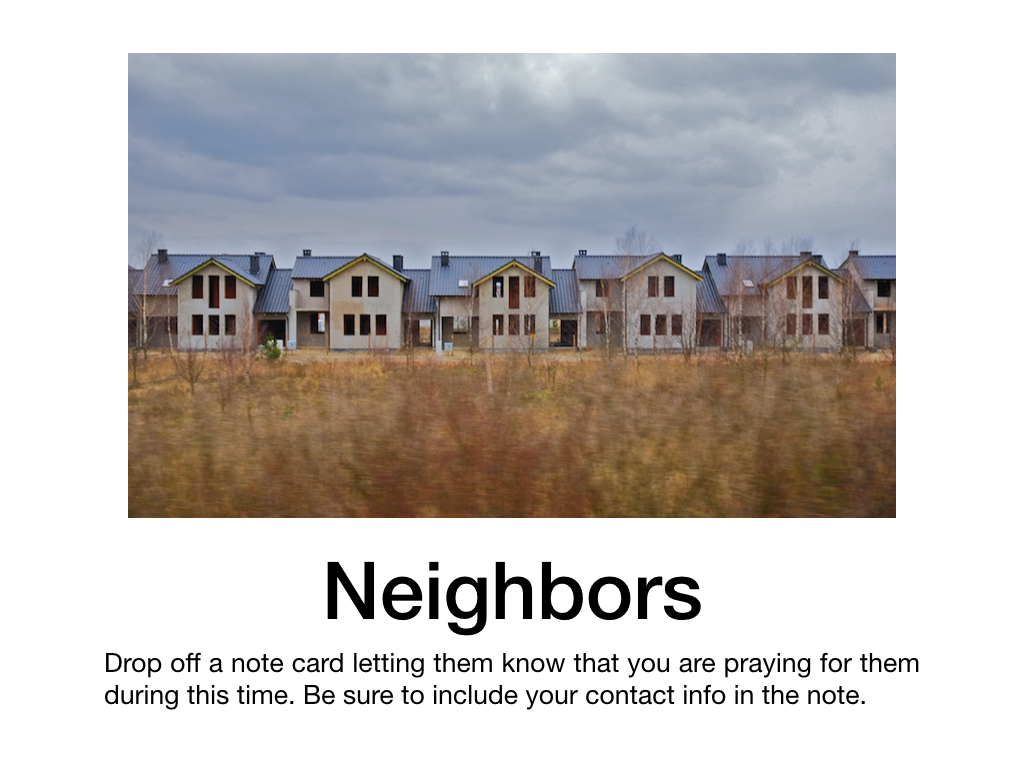 Neighbors
Drop off a note card letting them know that you are praying for them
during this time. Be sure to include your contact info in the note.